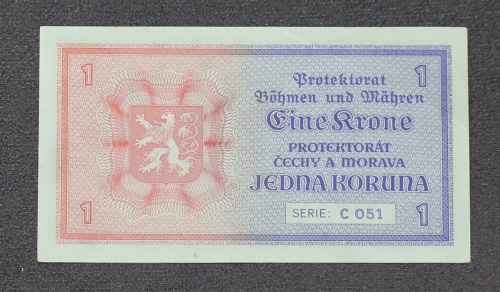 1
1
Protektorat
Böhmen und Mähren
Eine Krone
PROTEKTORÁT
ČECHY A MORAVA
JEDNA KORUNA
SERIE: C 051
1
1